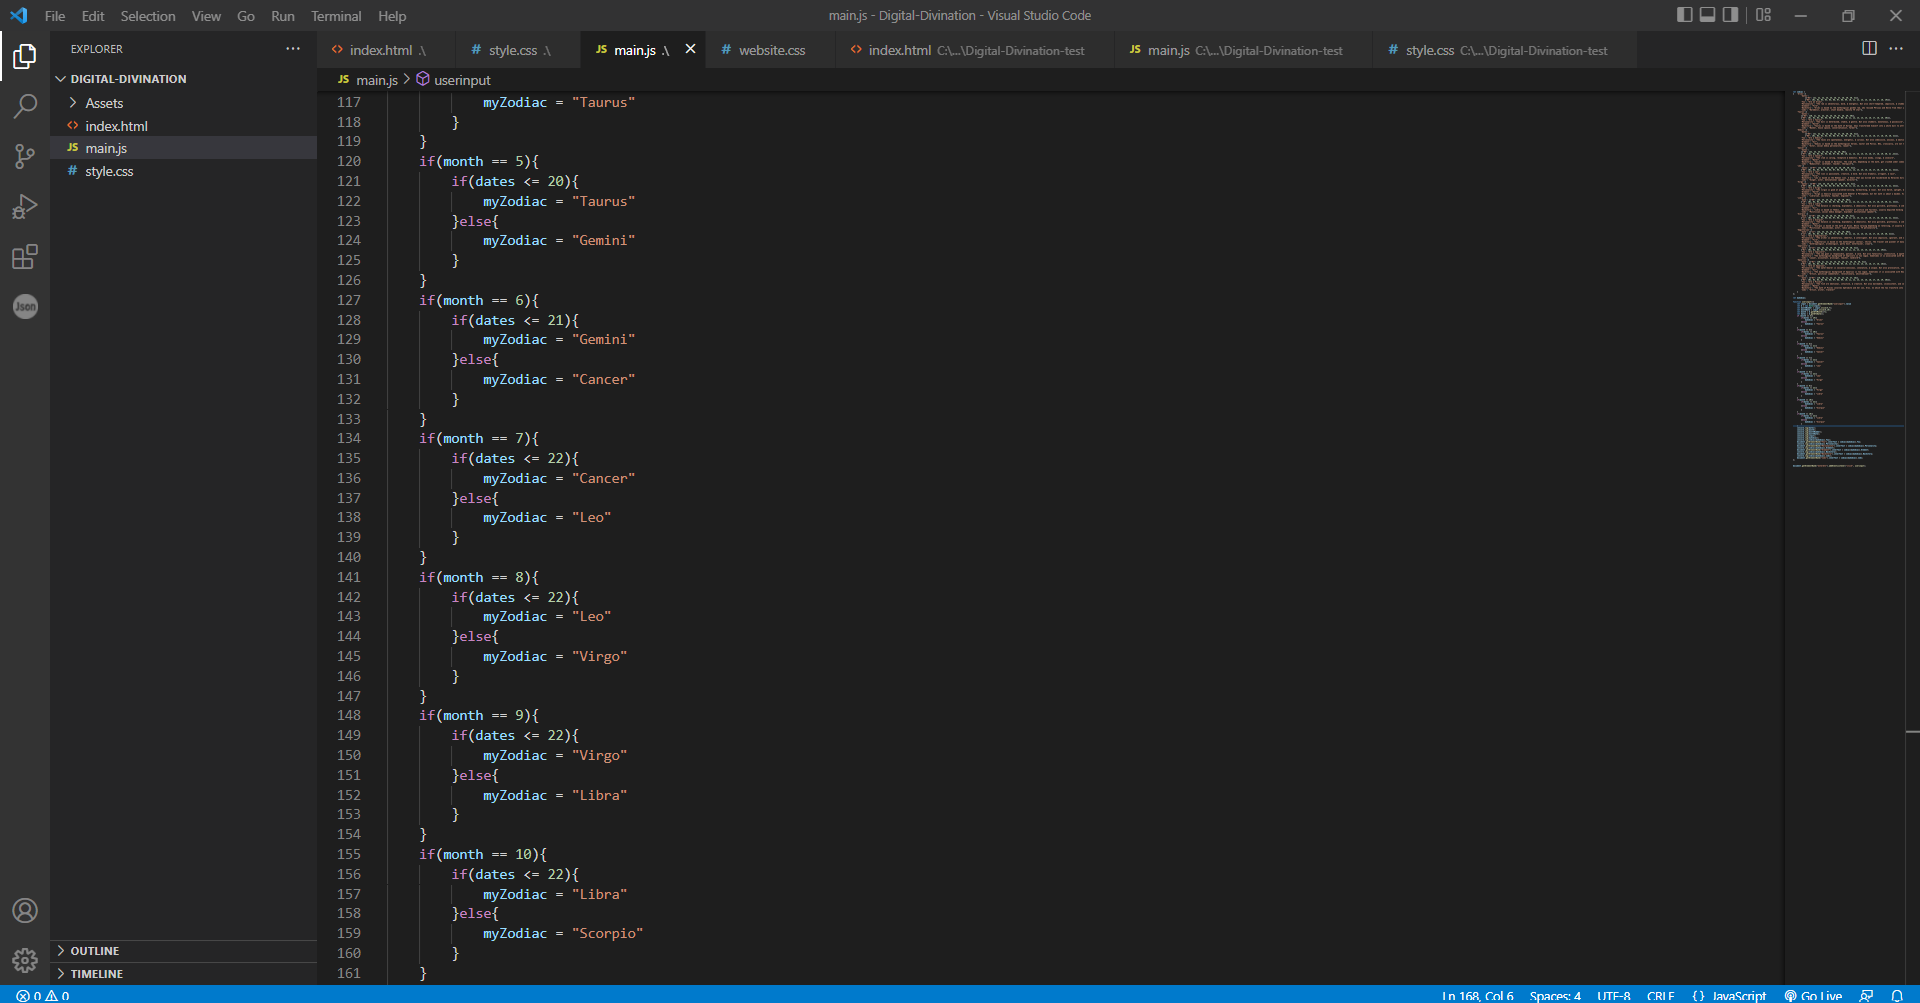 File Edit Selection View Go Run Terminal Help main.js - Digital-Divination - Visual Studio Code
EXPLORER ···
index.html .\ style.css .\ JS main.js .\ website.css index.html C:\...\Digital-Divination-test JS main.js C:\...\Digital-Divination-test style.css C:\...\Digital-Divination-test
DIGITAL-DIVINATION
Assets
index.html
JS main.js
style.css
Json
OUTLINE
TIMELINE
JS main.js > userinput
117 myZodiac = "Taurus"
118 }
119 }
120 if(month == 5){
121 if(dates <= 20){
122 myZodiac = "Taurus"
123 }else{
124 myZodiac = "Gemini"
125 }
126 }
127 if(month == 6){
128 if(dates <= 21){
129 myZodiac = "Gemini"
130 }else{
131 myZodiac = "Cancer"
132 }
133 }
134 if(month == 7){
135 if(dates <= 22){
136 myZodiac = "Cancer"
137 }else{
138 myZodiac = "Leo"
139 }
140 }
141 if(month == 8){
142 if(dates <= 22){
143 myZodiac = "Leo"
144 }else{
145 myZodiac = "Virgo"
146 }
147 }
148 if(month == 9){
149 if(dates <= 22){
150 myZodiac = "Virgo"
151 }else{
152 myZodiac = "Libra"
153 }
154 }
155 if(month == 10){
156 if(dates <= 22){
157 myZodiac = "Libra"
158 }else{
159 myZodiac = "Scorpio"
160 }
161 }
0 0 Ln 168, Col 6 Spaces: 4 UTF-8 CRLF {} JavaScript Go Live